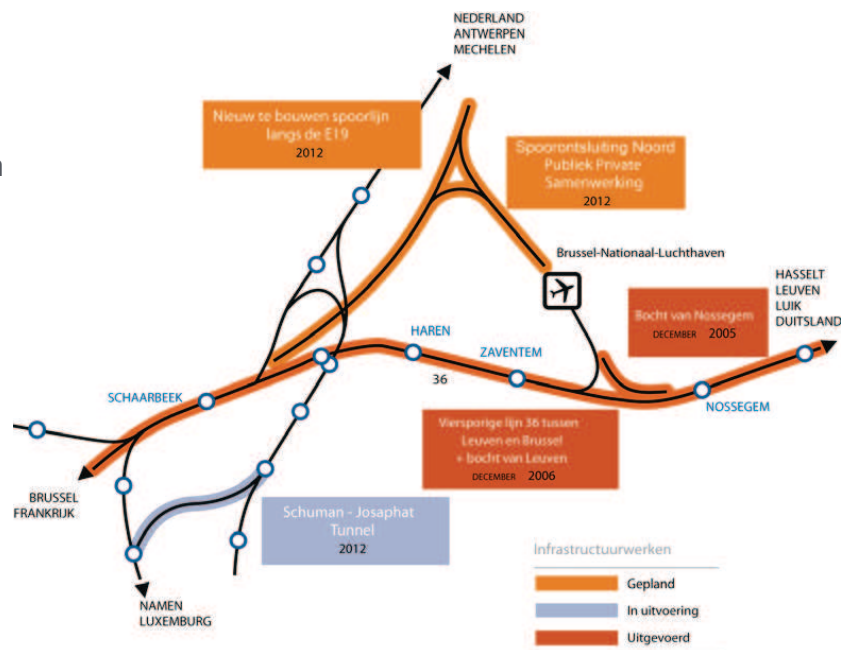 NEDERLAND
ANTWERPEN
MECHELEN
Nieuw te bouwen spoorlijn
langs de E19
2012
Spoorontsluiting Noord
Publiek Private
Samenwerking
2012
Brussel-Nationaal-Luchthaven
HASSELT
LEUVEN
LUIK
DUITSLAND
Bocht van Nossegem
DECEMBER 2005
HAREN
ZAVENTEM
36
SCHAARBEEK
NOSSEGEM
Viersporige lijn 36 tussen
Leuven en Brussel
+ bocht van Leuven
DECEMBER 2006
BRUSSEL
FRANKRIJK
Schuman - Josaphat
Tunnel
2012
NAMEN
LUXEMBURG
Infrastructuurwerken
Gepland
In uitvoering
Uitgevoerd